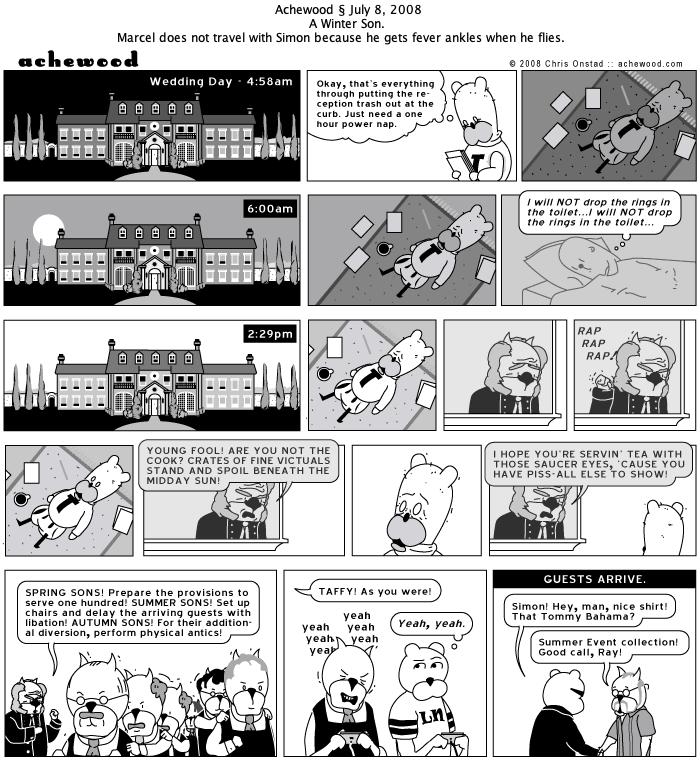 Achewood § July 8, 2008
A Winter Son.
Marcel does not travel with Simon because he gets fever ankles when he flies.
achewood
© 2008 Chris Onstad :: achewood.com
Wedding Day - 4:58am
Okay, that's everything
through putting the re-
ception trash out at the
curb. Just need a one
hour power nap.
T
T
6:00am
T
I will NOT drop the rings in
the toilet...I will NOT drop
the rings in the toilet...
2:29pm
T
RAP
RAP
RAP!
T
YOUNG FOOL! ARE YOU NOT THE
COOK? CRATES OF FINE VICTUALS
STAND AND SPOIL BENEATH THE
MIDDAY SUN!
I HOPE YOU'RE SERVIN' TEA WITH
THOSE SAUCER EYES, 'CAUSE YOU
HAVE PISS-ALL ELSE TO SHOW!
SPRING SONS! Prepare the provisions to
serve one hundred! SUMMER SONS! Set up
chairs and delay the arriving guests with
libation! AUTUMN SONS! For their addition-
al diversion, perform physical antics!
TAFFY! As you were!
yeah
yeah
yeah
yeah
yeah
yeah
Yeah, yeah.
LN
GUESTS ARRIVE.
Simon! Hey, man, nice shirt!
That Tommy Bahama?
Summer Event collection!
Good call, Ray!